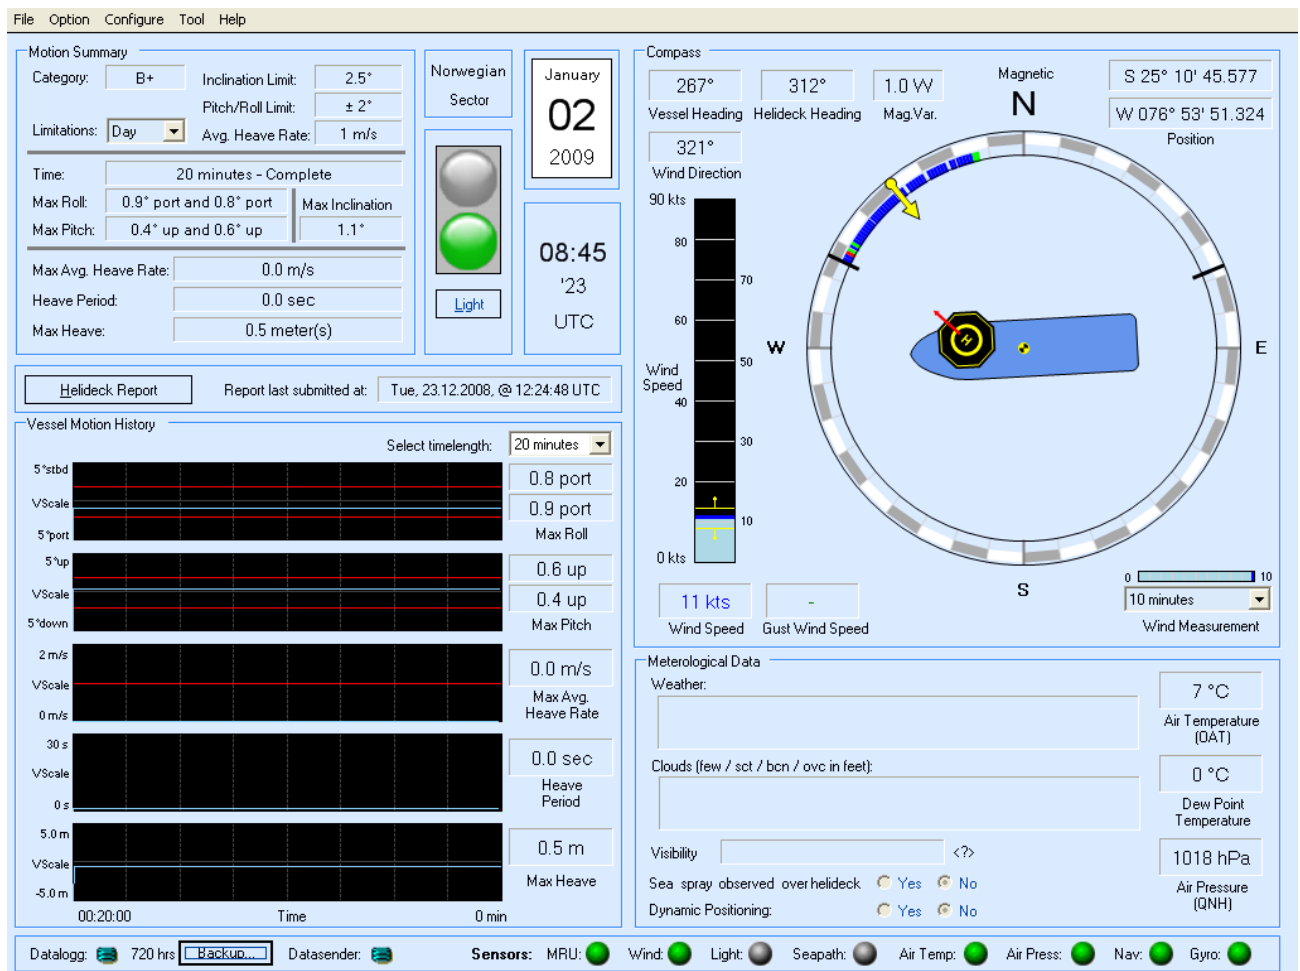 File Option Configure Tool Help
Motion Summary
Category: B+ Inclination Limit: 2.5°
Pitch/Roll Limit: ± 2°
Limitations: Day Avg. Heave Rate: 1 m/s
Time: 20 minutes - Complete
Max Roll: 0.9° port and 0.8° port Max Inclination
Max Pitch: 0.4° up and 0.6° up 1.1°
Max Avg. Heave Rate: 0.0 m/s
Heave Period: 0.0 sec
Max Heave: 0.5 meter(s)
Norwegian
Sector
Light
January
02
2009
08:45
'23
UTC
Helideck Report Report last submitted at: Tue, 23.12.2008, @ 12:24:48 UTC
Vessel Motion History
Select timelength: 20 minutes
5°stbd
VScale
5°port
0.8 port
0.9 port
Max Roll
5°up
VScale
5°down
0.6 up
0.4 up
Max Pitch
2 m/s
VScale
0 m/s
0.0 m/s
Max Avg.
Heave Rate
30 s
VScale
0 s
0.0 sec
Heave
Period
5.0 m
VScale
-5.0 m
0.5 m
Max Heave
00:20:00 Time 0 min
Compass
267° 312° 1.0 W
Vessel Heading Helideck Heading Mag.Var.
321°
Wind Direction
Magnetic
N
S 25° 10' 45.577
W 076° 53' 51.324
Position
90 kts
80
70
60
50
Wind
Speed
40
30
20
10
0 kts
W
H
E
S
11 kts -
Wind Speed Gust Wind Speed
0 10
10 minutes
Wind Measurement
Meterological Data
Weather:
Clouds (few / sct / bcn / ovc in feet):
Visibility <?>
Sea spray observed over helideck Yes No
Dynamic Positioning: Yes No
7 °C
Air Temperature
(OAT)
0 °C
Dew Point
Temperature
1018 hPa
Air Pressure
(QNH)
Datalogg: 720 hrs Backup... Datasender: Sensors: MRU: Wind: Light: Seapath: Air Temp: Air Press: Nav: Gyro: